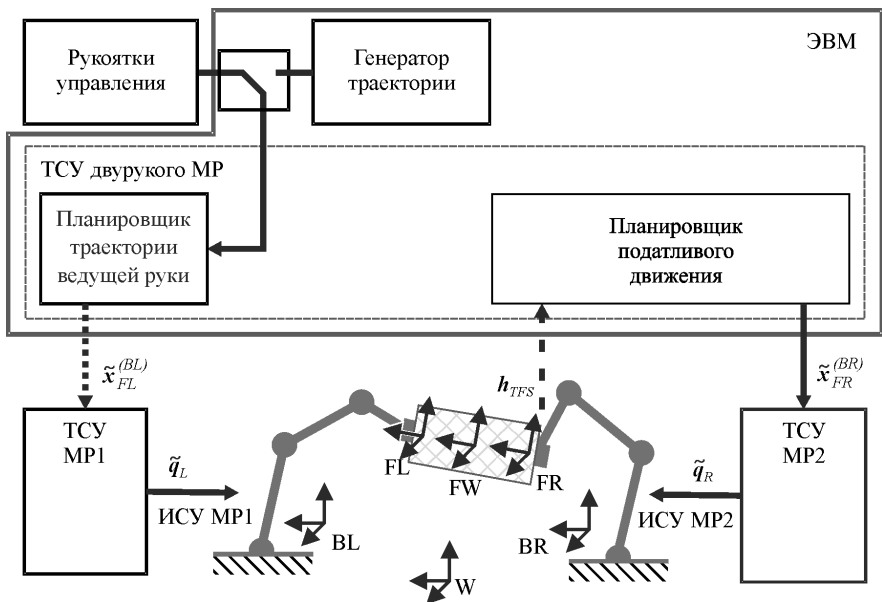 ЭВМ
Рукоятки
управления
Генератор
траектории
ТСУ двурукого МР
Планировщик
траектории
ведущей руки
Планировщик
податливого
движения
x̃_FL^(BL)
h_TFS
x̃_FR^(BR)
ТСУ
МР1
q̃_L
ИСУ МР1
FL
FW
FR
BL
BR
W
q̃_R
ИСУ МР2
ТСУ
МР2